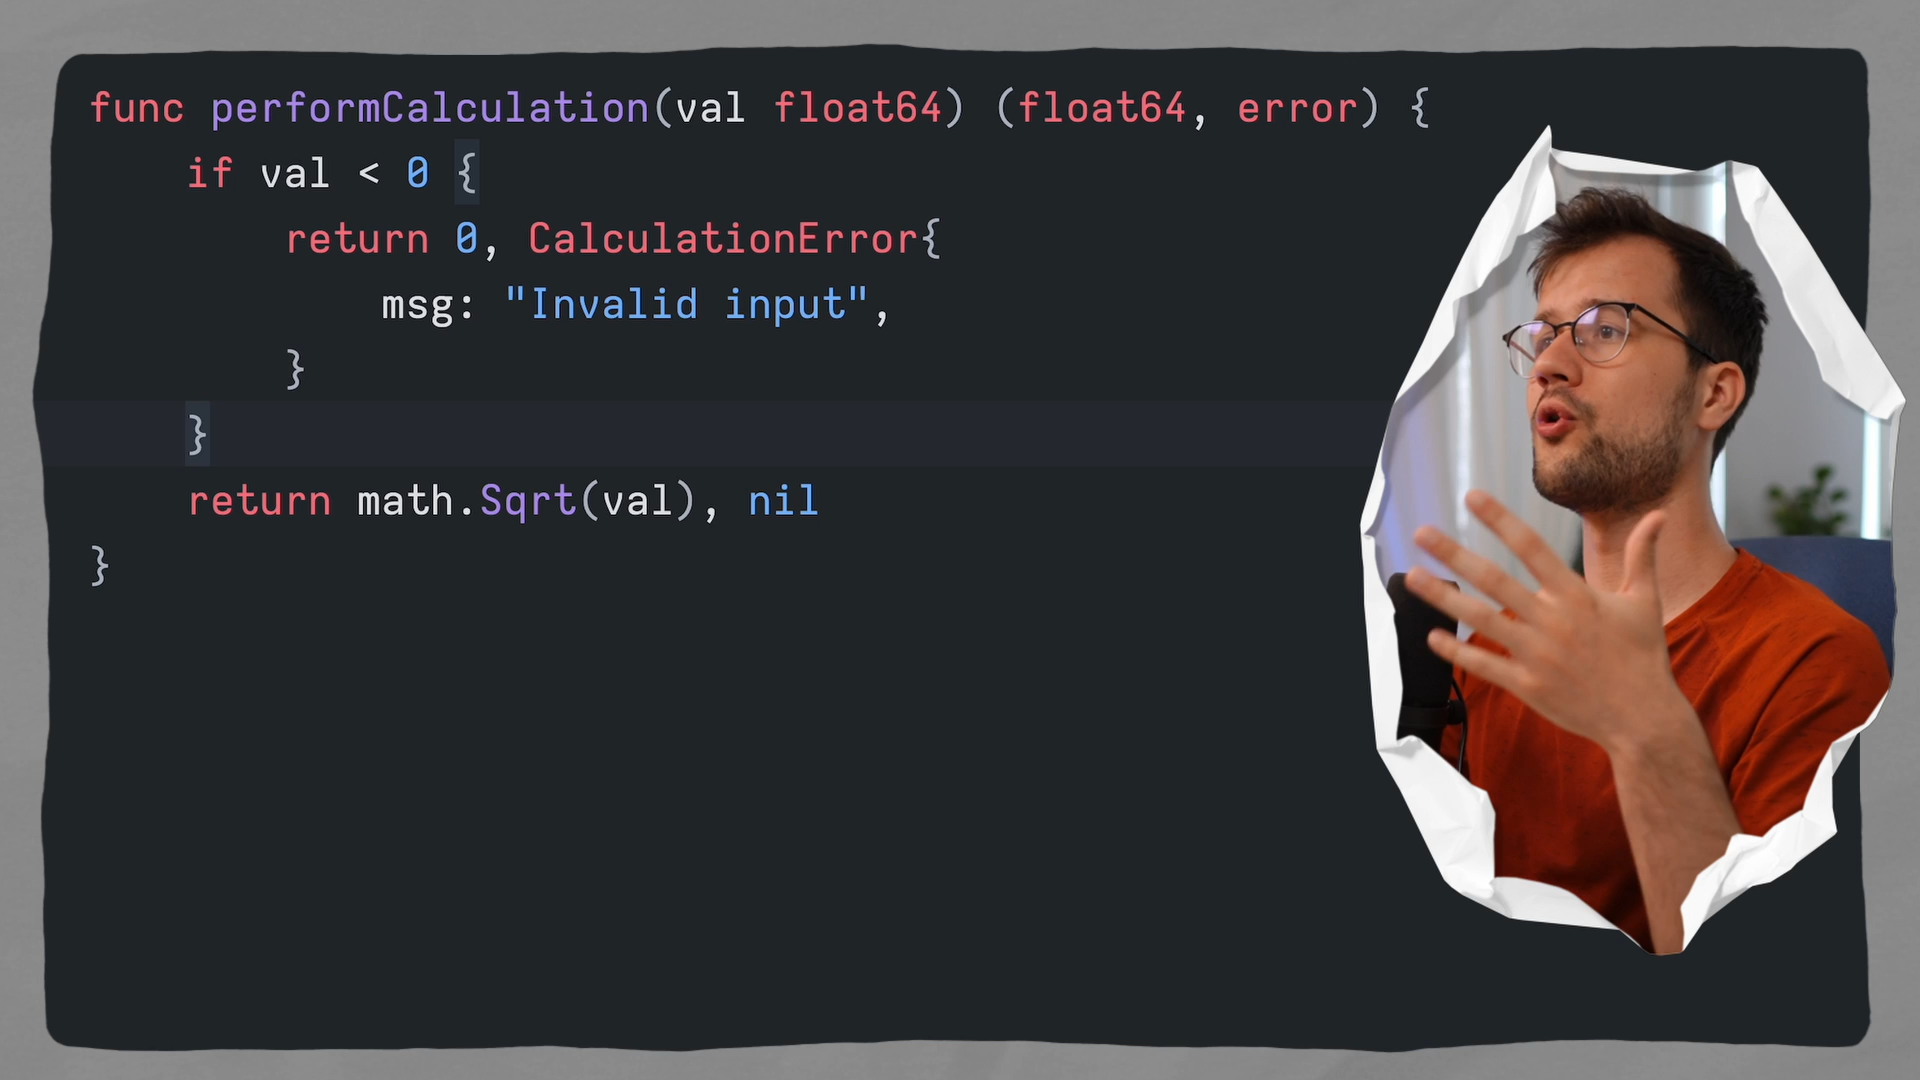 func performCalculation(val float64) (float64, error) {
    if val < 0 {
        return 0, CalculationError{
            msg: "Invalid input",
        }
    }
    return math.Sqrt(val), nil
}